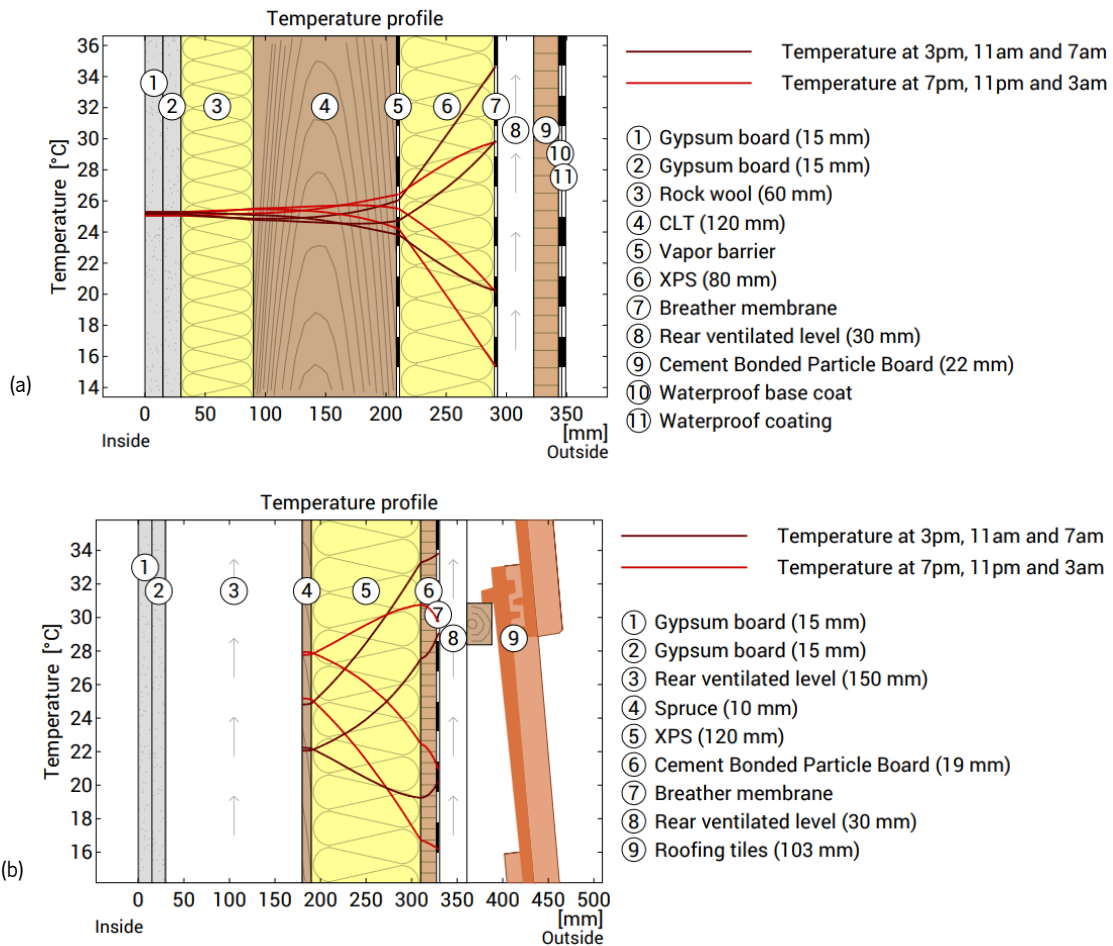 Temperature profile
36
34
32
30
28
26
24
22
20
18
16
14
Temperature [°C]
1
2
3
4
5
6
7
8
9
10
11
0
50
100
150
200
250
300
350
[mm]
Inside
Outside
(a)
Temperature at 3pm, 11am and 7am
Temperature at 7pm, 11pm and 3am
1 Gypsum board (15 mm)
2 Gypsum board (15 mm)
3 Rock wool (60 mm)
4 CLT (120 mm)
5 Vapor barrier
6 XPS (80 mm)
7 Breather membrane
8 Rear ventilated level (30 mm)
9 Cement Bonded Particle Board (22 mm)
10 Waterproof base coat
11 Waterproof coating
Temperature profile
34
32
30
28
26
24
22
20
18
16
Temperature [°C]
1
2
3
4
5
6
7
8
9
0
50
100
150
200
250
300
350
400
450
500
[mm]
Inside
Outside
(b)
Temperature at 3pm, 11am and 7am
Temperature at 7pm, 11pm and 3am
1 Gypsum board (15 mm)
2 Gypsum board (15 mm)
3 Rear ventilated level (150 mm)
4 Spruce (10 mm)
5 XPS (120 mm)
6 Cement Bonded Particle Board (19 mm)
7 Breather membrane
8 Rear ventilated level (30 mm)
9 Roofing tiles (103 mm)